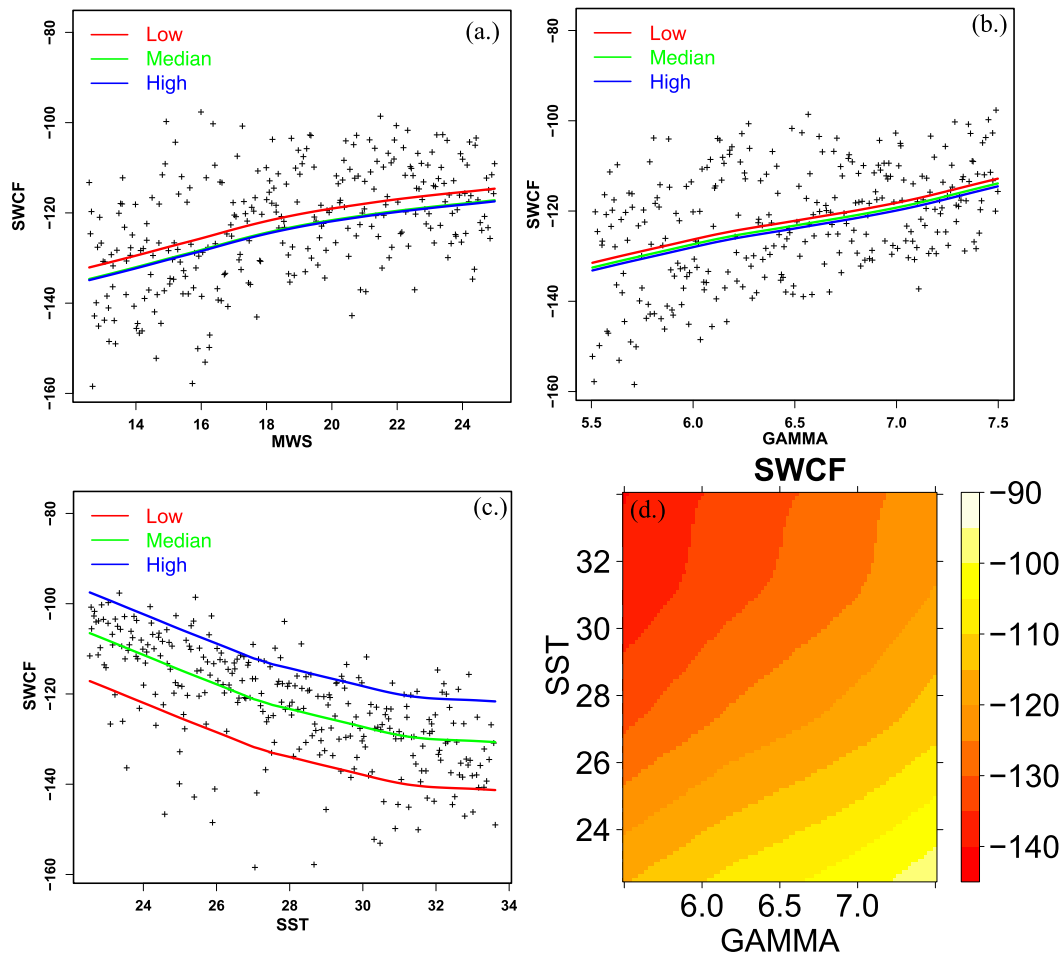 (a.)
Low
Median
High
SWCF
-80
-100
-120
-140
-160
14 16 18 20 22 24
MWS
(b.)
Low
Median
High
SWCF
-80
-100
-120
-140
-160
5.5 6.0 6.5 7.0 7.5
GAMMA
(c.)
Low
Median
High
SWCF
-80
-100
-120
-140
-160
24 26 28 30 32 34
SST
SWCF
(d.)
SST
32
30
28
26
24
6.0 6.5 7.0
GAMMA
−90
−100
−110
−120
−130
−140